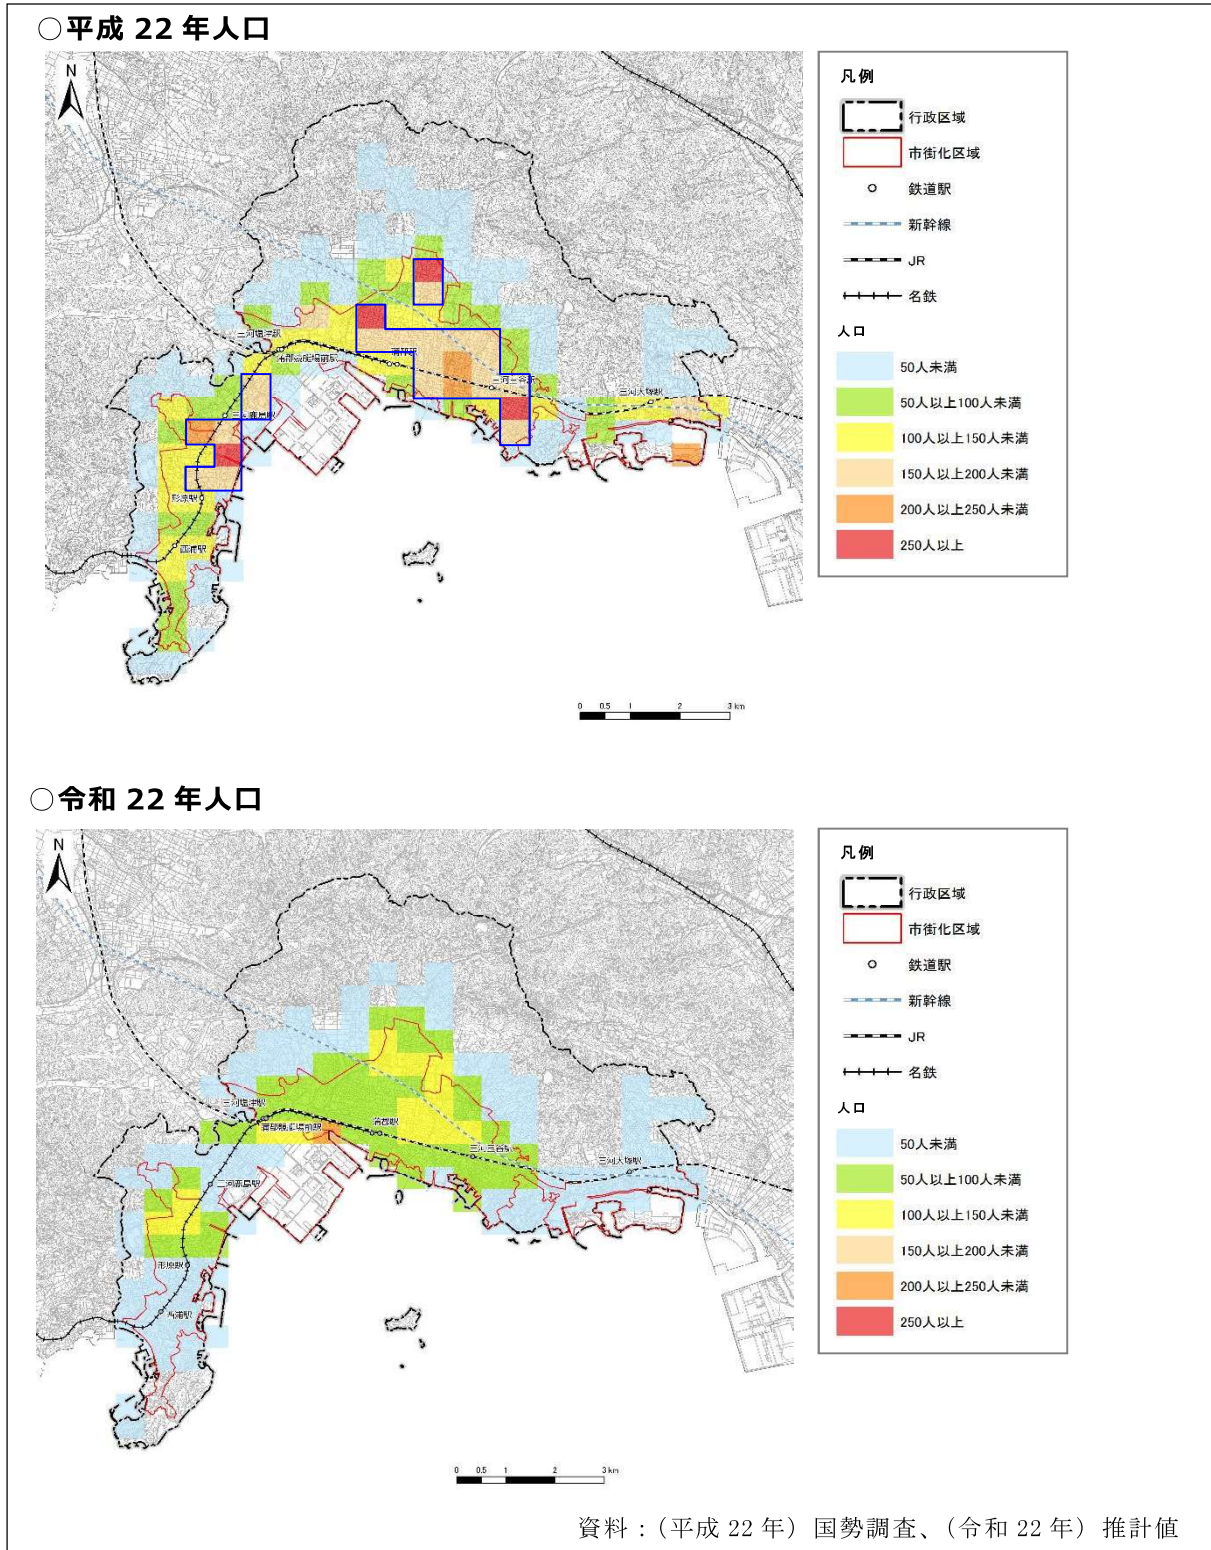 ○平成 22 年人口
N
三河塩津駅
蒲郡競艇場前駅
蒲郡駅
三河三谷駅
三河大塚駅
三河鹿島駅
形原駅
西浦駅
0 0.5 1 2 3 km
凡例
行政区域
市街化区域
鉄道駅
新幹線
JR
名鉄
人口
50人未満
50人以上100人未満
100人以上150人未満
150人以上200人未満
200人以上250人未満
250人以上
○令和 22 年人口
N
三河塩津駅
蒲郡競艇場前駅
蒲郡駅
三河三谷駅
三河大塚駅
三河鹿島駅
形原駅
西浦駅
0 0.5 1 2 3 km
凡例
行政区域
市街化区域
鉄道駅
新幹線
JR
名鉄
人口
50人未満
50人以上100人未満
100人以上150人未満
150人以上200人未満
200人以上250人未満
250人以上
資料：（平成 22 年）国勢調査、（令和 22 年）推計値